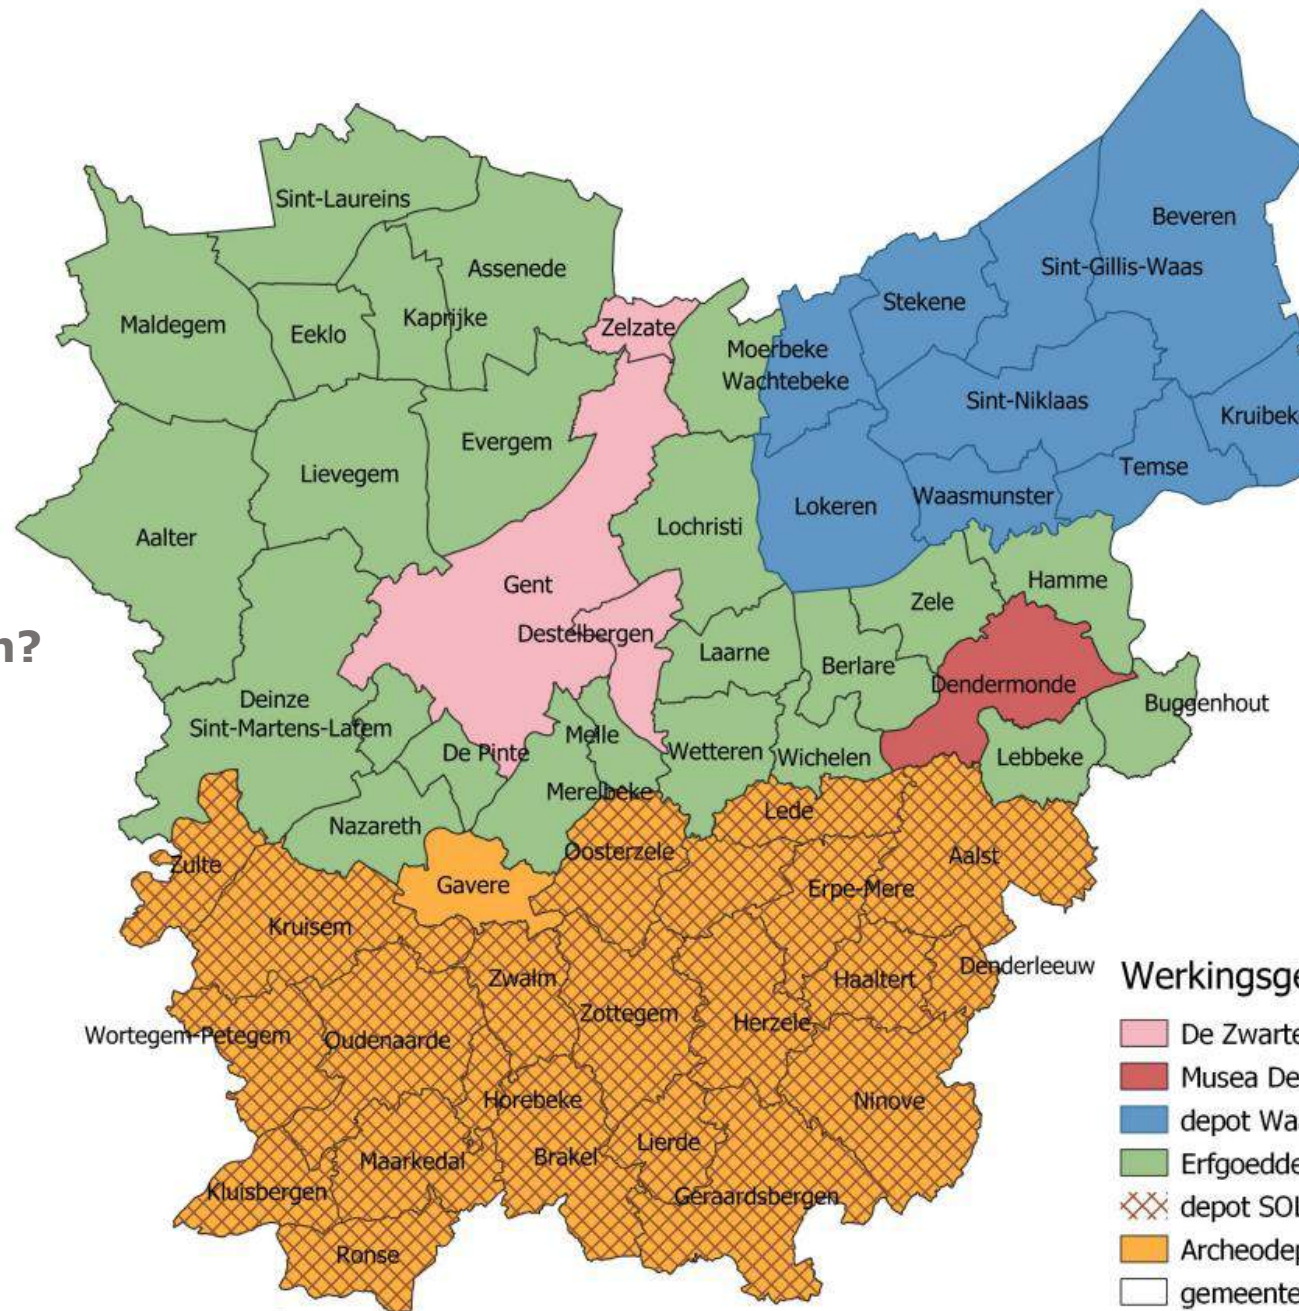 Sint-Laureins
Beveren
Assenede
Sint-Gillis-Waas
Stekene
Maldegem
Eeklo
Kaprijke
Zelzate
Moerbeke
Wachtebeke
Sint-Niklaas
Kruibek
Evergem
Lievegem
Temse
Waasmunster
Lokeren
Lochristi
Aalter
Gent
Hamme
Zele
Destelbergen
n?
Laarne
Berlare
Dendermonde
Deinze
Buggenhout
Sint-Martens-Latem
De Pinte
Melle
Wetteren
Wichelen
Lebbeke
Merelbeke
Lede
Nazareth
Oosterzele
Aalst
Zulte
Gavere
Erpe-Mere
Kruisem
Denderleeuw
Zwalm
Haaltert
Werkingsge
Zottegem
Herzele
Wortegem-Petegem
Oudenaarde
De Zwarte
Musea De
Horebeke
Ninove
depot Wa
Lierde
Maarkedal
Brakel
Erfgoedde
Kluisbergen
Geraardsbergen
depot SOL
Ronse
Archeodep
gemeente